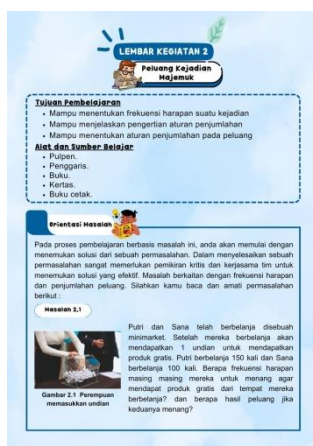 LEMBAR KEGIATAN 2
Peluang Kejadian
Majemuk
Tujuan Pembelajaran
• Mampu menentukan frekuensi harapan suatu kejadian
• Mampu menjelaskan pengertian aturan penjumlahan
• Mampu menentukan aturan penjumlahan pada peluang
Alat dan Sumber Belajar
• Pulpen.
• Penggaris.
• Buku.
• Kertas.
• Buku cetak.
Orientasi Masalah
Pada proses pembelajaran berbasis masalah ini, anda akan memulai dengan
menemukan solusi dari sebuah permasalahan. Dalam menyelesaikan sebuah
permasalahan sangat memerlukan pemikiran kritis dan kerjasama tim untuk
menemukan solusi yang efektif. Masalah berkaitan dengan frekuensi harapan
dan penjumlahan peluang. Silahkan kamu baca dan amati permasalahan
berikut :
Masalah 2.1
Putri dan Sana telah berbelanja disebuah
minimarket. Setelah mereka berbelanja akan
mendapatkan 1 undian untuk mendapatkan
produk gratis. Putri berbelanja 150 kali dan Sana
berbelanja 100 kali. Berapa frekuensi harapan
masing masing mereka untuk menang agar
mendapat produk gratis dari tempat mereka
berbelanja? dan berapa hasil peluang jika
keduanya menang?
Gambar 2.1 Perempuan
memasukkan undian